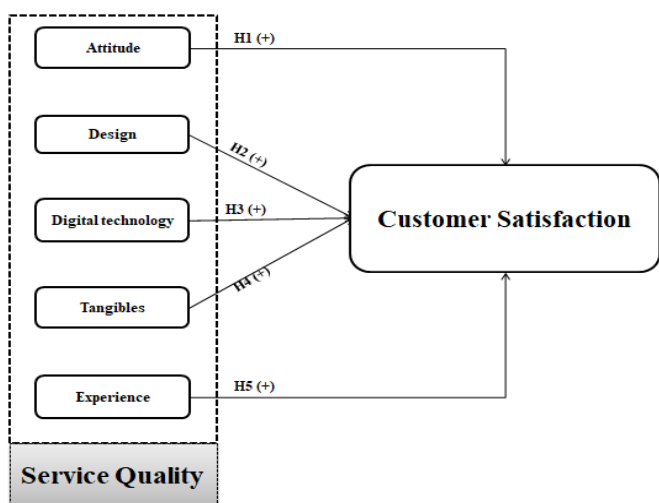 Attitude
H1 (+)
Design
H2 (+)
Digital technology
H3 (+)
Customer Satisfaction
Tangibles
H4 (+)
Experience
H5 (+)
Service Quality